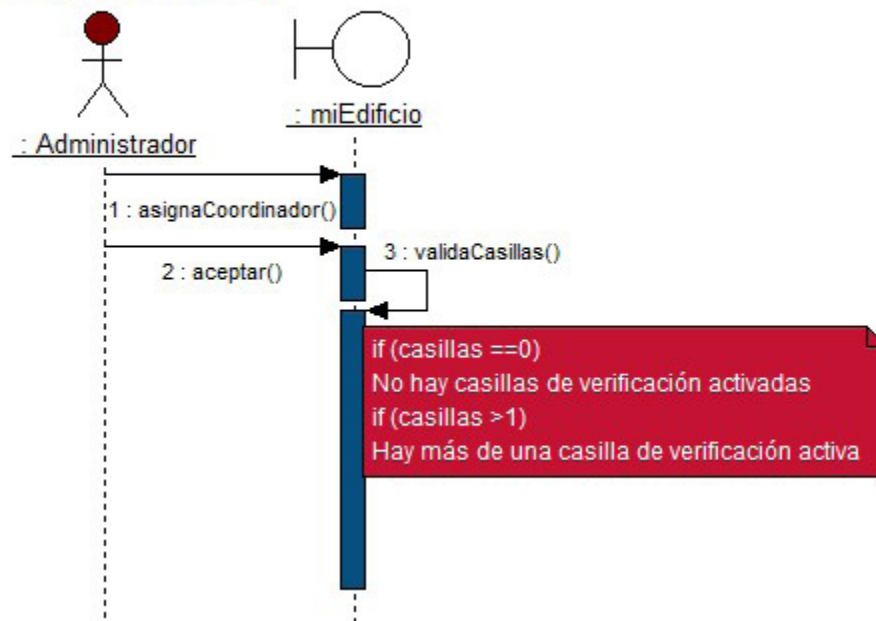 : miEdificio
: Administrador
1 : asignaCoordinador()
3 : validaCasillas()
2 : aceptar()
if (casillas ==0)
No hay casillas de verificación activadas
if (casillas >1)
Hay más de una casilla de verificación activa